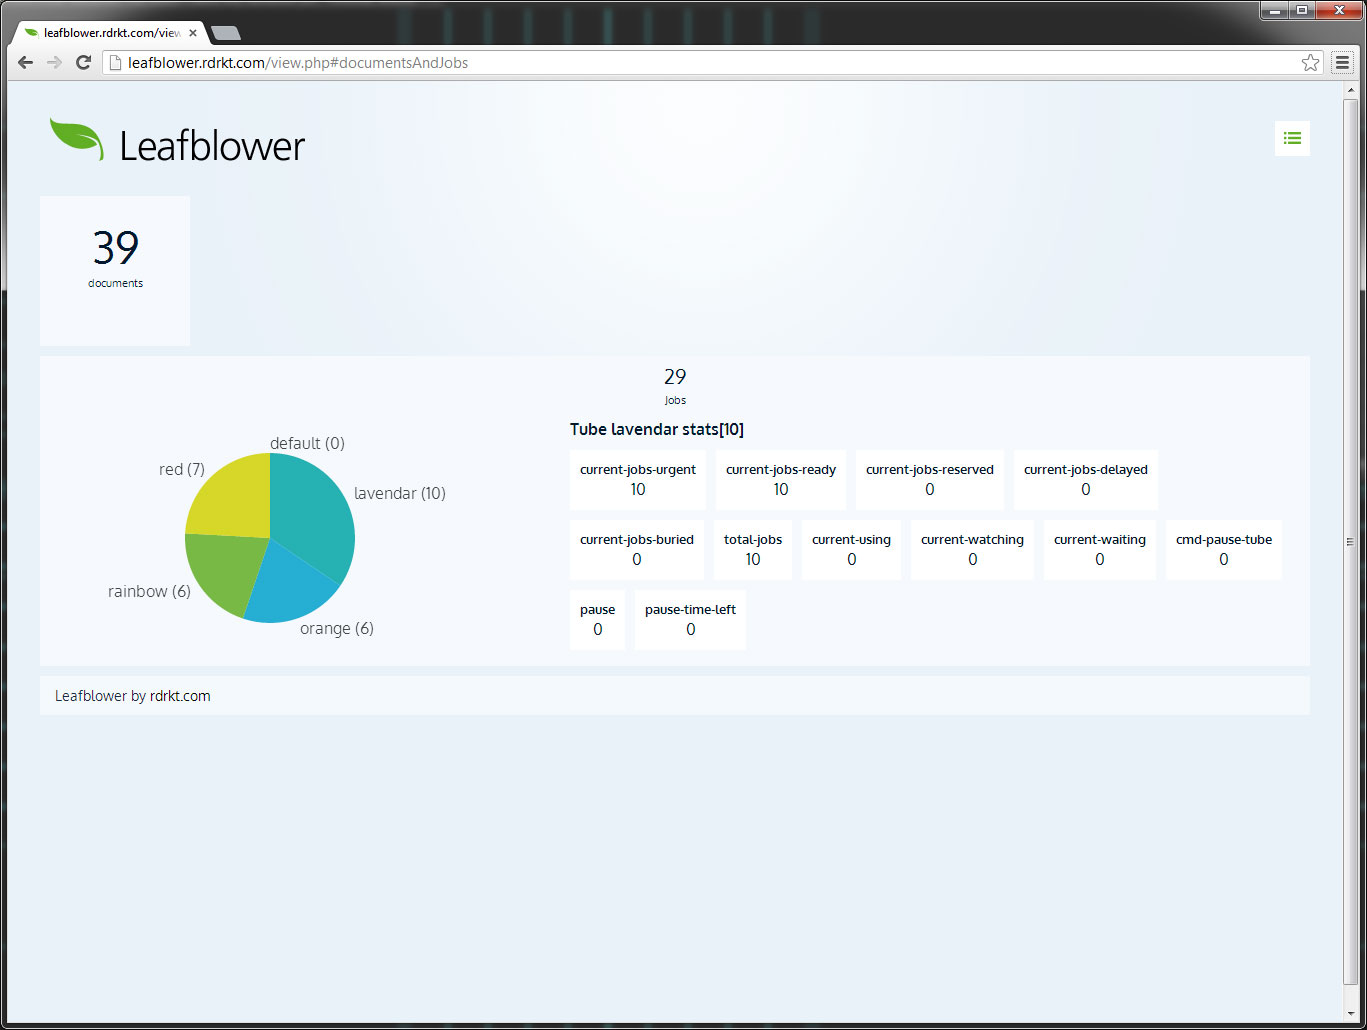 leafblower.rdrkt.com/view
leafblower.rdrkt.com/view.php#documentsAndJobs
Leafblower
39
documents
29
Jobs
default (0)
red (7)
lavendar (10)
rainbow (6)
orange (6)
Tube lavendar stats[10]
current-jobs-urgent current-jobs-ready current-jobs-reserved current-jobs-delayed
10 10 0 0
current-jobs-buried total-jobs current-using current-watching current-waiting cmd-pause-tube
0 10 0 0 0 0
pause pause-time-left
0 0
Leafblower by rdrkt.com